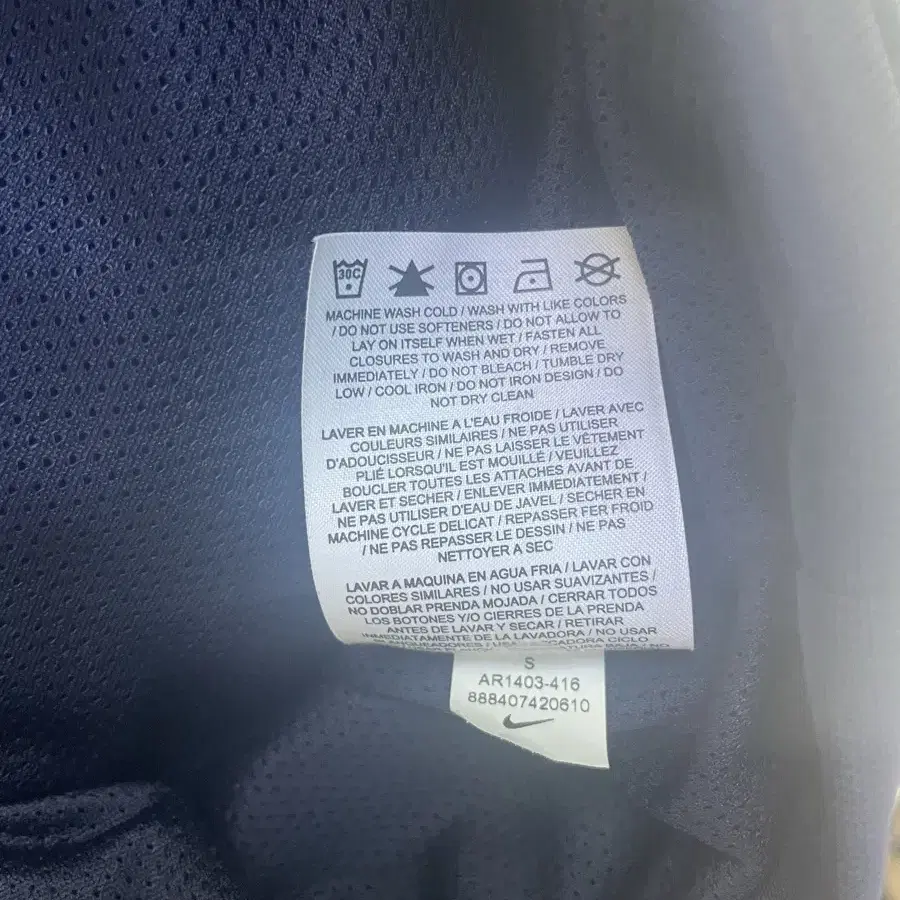 30C
MACHINE WASH COLD / WASH WITH LIKE COLORS
/ DO NOT USE SOFTENERS / DO NOT ALLOW TO
LAY ON ITSELF WHEN WET / FASTEN ALL
CLOSURES TO WASH AND DRY / REMOVE
IMMEDIATELY / DO NOT BLEACH / TUMBLE DRY
LOW / COOL IRON / DO NOT IRON DESIGN / DO
NOT DRY CLEAN
LAVER EN MACHINE A L'EAU FROIDE / LAVER AVEC
COULEURS SIMILAIRES / NE PAS UTILISER
D'ADOUCISSEUR / NE PAS LAISSER LE VÊTEMENT
PLIÉ LORSQU'IL EST MOUILLÉ / VEUILLEZ
BOUCLER TOUTES LES ATTACHES AVANT DE
LAVER ET SECHER / ENLEVER IMMEDIATEMENT /
NE PAS UTILISER D'EAU DE JAVEL / SECHER EN
MACHINE CYCLE DELICAT / REPASSER FER FROID
/ NE PAS REPASSER LE DESSIN / NE PAS
NETTOYER A SEC
LAVAR A MAQUINA EN AGUA FRIA / LAVAR CON
COLORES SIMILARES / NO USAR SUAVIZANTES /
NO DOBLAR PRENDA MOJADA / CERRAR TODOS
LOS BOTONES Y/O CIERRES DE LA PRENDA
ANTES DE LAVAR Y SECAR / RETIRAR
INMEDIATAMENTE DE LA LAVADORA / NO USAR
BLANQUEADORES / CICLO
S
AR1403-416
888407420610